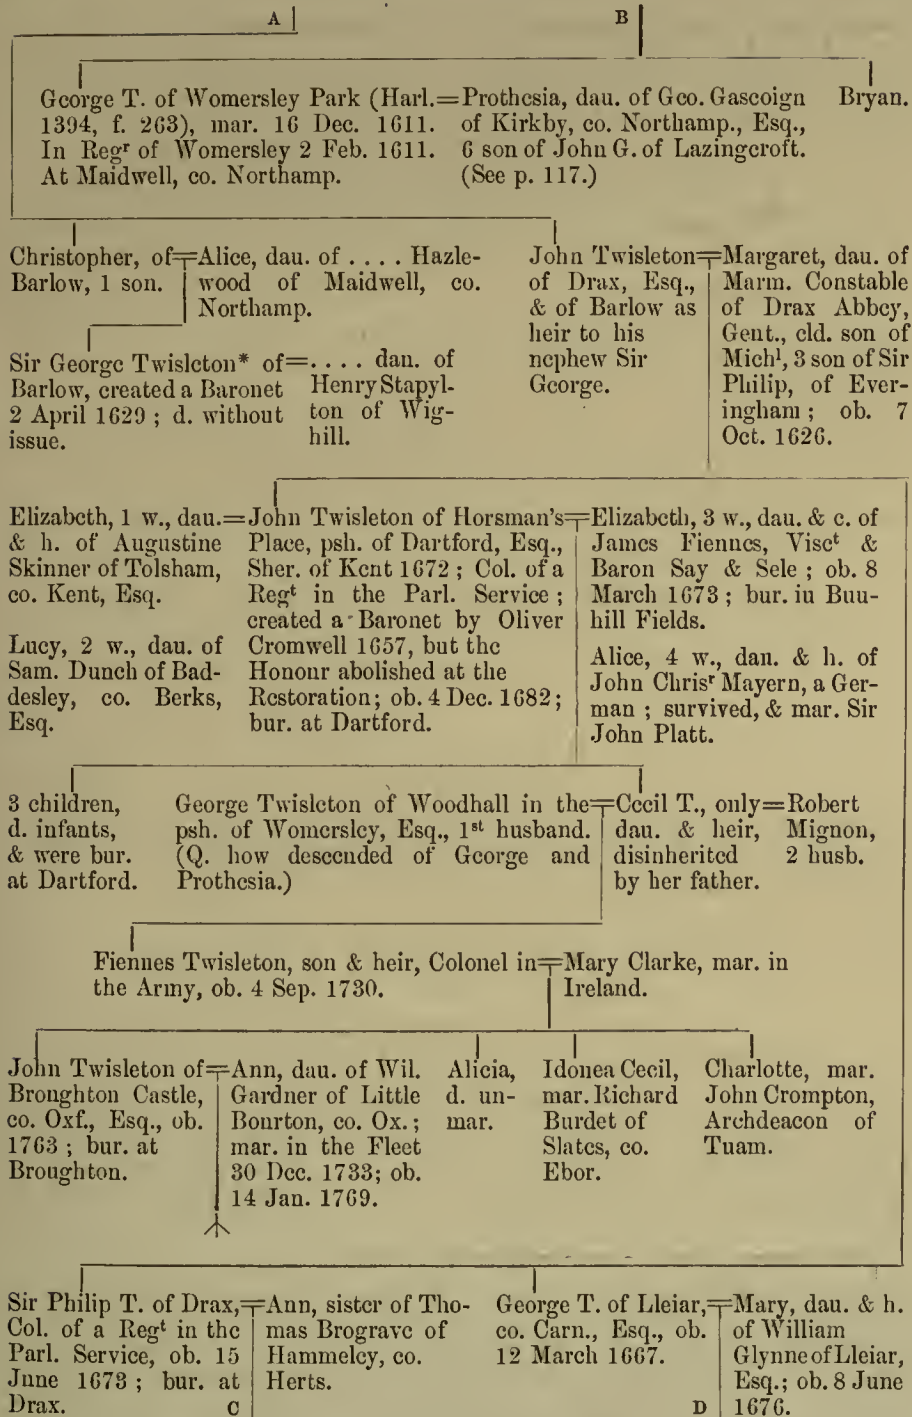 A B
George T. of Womersley Park (Harl.=Prothesia, dau. of Geo. Gascoign Bryan.
1394, f. 263), mar. 16 Dec. 1611. of Kirkby, co. Northamp., Esq.,
In Regr of Womersley 2 Feb. 1611. 6 son of John G. of Lazingcroft.
At Maidwell, co. Northamp. (See p. 117.)
Christopher, of=Alice, dau. of .... Hazle-
Barlow, 1 son. wood of Maidwell, co.
Northamp.
John Twisleton=Margaret, dau. of
of Drax, Esq., Marm. Constable
& of Barlow as of Drax Abbey,
heir to his Gent., eld. son of
nephew Sir Michl, 3 son of Sir
George. Philip, of Ever-
ingham; ob. 7
Oct. 1626.
Sir George Twisleton* of=.... dau. of
Barlow, created a Baronet Henry Stapyl-
2 April 1629; d. without ton of Wig-
issue. hill.
Elizabeth, 1 w., dau.=John Twisleton of Horsman's=Elizabeth, 3 w., dau. & c. of
& h. of Augustine Place, psh. of Dartford, Esq., James Fiennes, Visct &
Skinner of Tolsham, Sher. of Kent 1672; Col. of a Baron Say & Sele; ob. 8
co. Kent, Esq. Regt in the Parl. Service; March 1673; bur. in Bun-
created a Baronet by Oliver hill Fields.
Lucy, 2 w., dau. of Cromwell 1657, but the
Sam. Dunch of Bad- Honour abolished at the Alice, 4 w., dau. & h. of
desley, co. Berks, Restoration; ob. 4 Dec. 1682; John Chrisr Mayern, a Ger-
Esq. bur. at Dartford. man; survived, & mar. Sir
John Platt.
3 children, George Twisleton of Woodhall in the=Cecil T., only=Robert
d. infants, psh. of Womersley, Esq., 1st husband. dau. & heir, Mignon,
& were bur. (Q. how descended of George and disinherited 2 husb.
at Dartford. Prothesia.) by her father.
Fiennes Twisleton, son & heir, Colonel in=Mary Clarke, mar. in
the Army, ob. 4 Sep. 1730. Ireland.
John Twisleton of=Ann, dau. of Wil. Alicia, Idonea Cecil, Charlotte, mar.
Broughton Castle, Gardner of Little d. un- mar. Richard John Crompton,
co. Oxf., Esq., ob. Bourton, co. Ox.; mar. Burdet of Archdeacon of
1763; bur. at mar. in the Fleet Slates, co. Tuam.
Broughton. 30 Dec. 1733; ob. Ebor.
14 Jan. 1769.
Sir Philip T. of Drax,=Ann, sister of Tho- George T. of Lleiar,=Mary, dau. & h.
Col. of a Regt in the mas Brograve of co. Carn., Esq., ob. of William
Parl. Service, ob. 15 Hammeley, co. 12 March 1667. Glynne of Lleiar,
June 1673; bur. at Herts. Esq.; ob. 8 June
Drax. C D 1676.